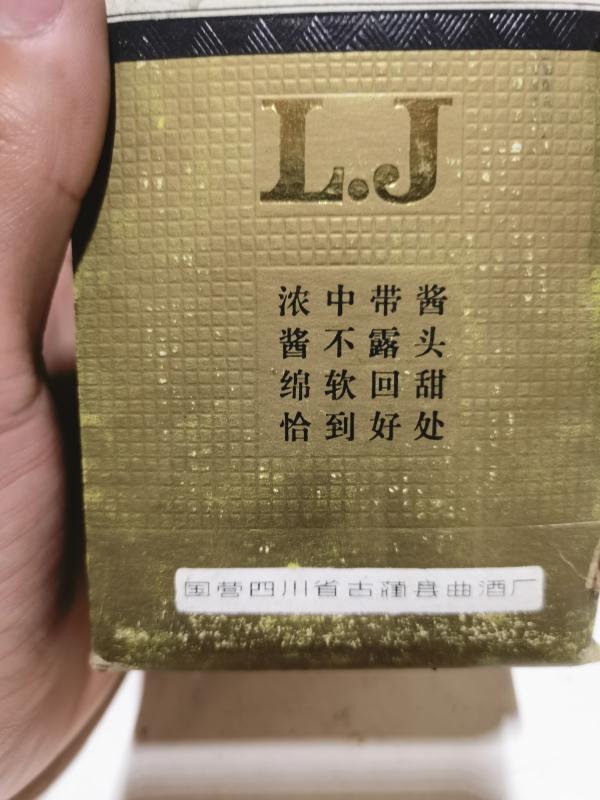 L.J
浓中带酱
酱不露头
绵软回甜
恰到好处
国营四川省古蔺县曲酒厂